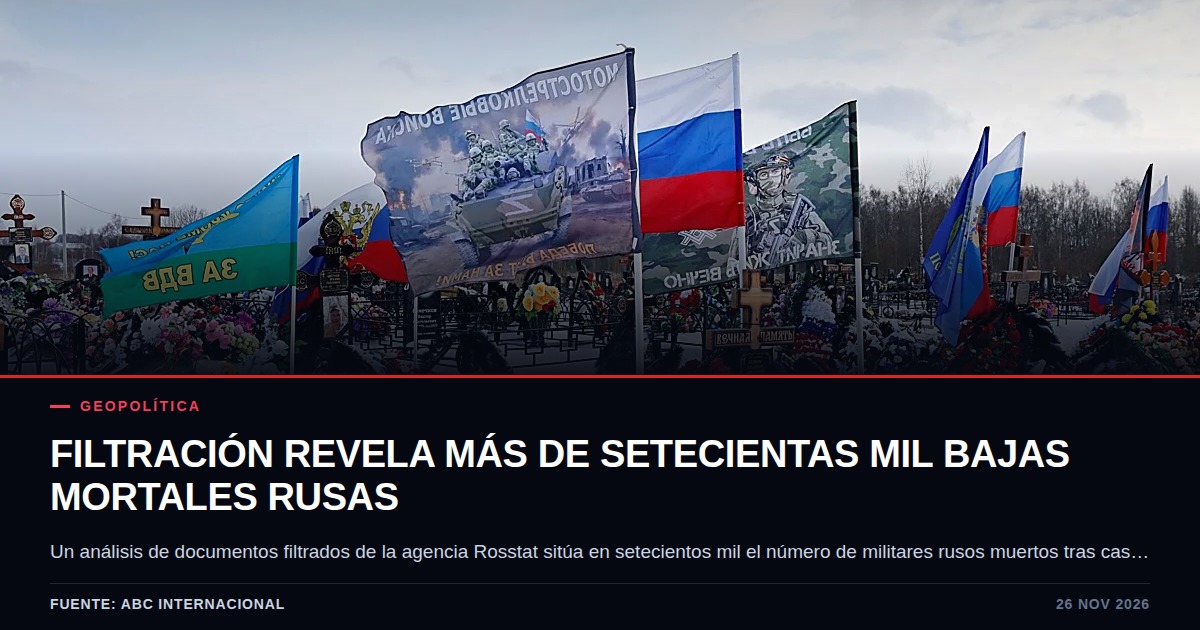 МОТОСТРЕЛКОВЫЕ ВОЙСКА
ЗА ВДВ
ВЕЧНАЯ ПАМЯТЬ
GEOPOLÍTICA
FILTRACIÓN REVELA MÁS DE SETECIENTAS MIL BAJAS
MORTALES RUSAS
Un análisis de documentos filtrados de la agencia Rosstat sitúa en setecientos mil el número de militares rusos muertos tras cas…
FUENTE: ABC INTERNACIONAL
26 NOV 2026